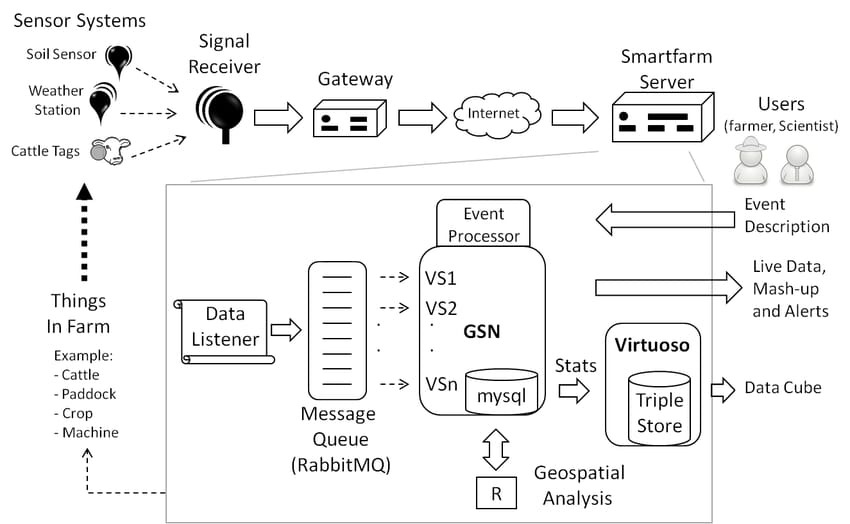 Sensor Systems
Soil Sensor
Weather
Station
Cattle Tags
Signal
Receiver
Gateway
Internet
Smartfarm
Server
Users
(farmer, Scientist)
Event
Description
Live Data,
Mash-up
and Alerts
Things
In Farm
Example:
- Cattle
- Paddock
- Crop
- Machine
Data
Listener
Message
Queue
(RabbitMQ)
Event
Processor
VS1
VS2
.
.
GSN
VSn
mysql
Stats
Virtuoso
Triple
Store
Data Cube
R
Geospatial
Analysis